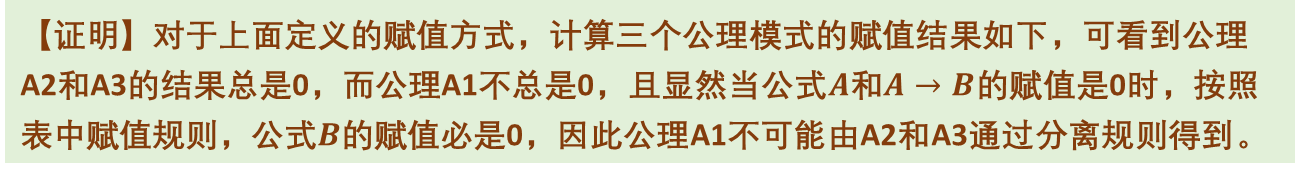 【证明】对于上面定义的赋值方式，计算三个公理模式的赋值结果如下，可看到公理
A2和A3的结果总是0，而公理A1不总是0，且显然当公式A和A → B的赋值是0时，按照
表中赋值规则，公式B的赋值必是0，因此公理A1不可能由A2和A3通过分离规则得到。